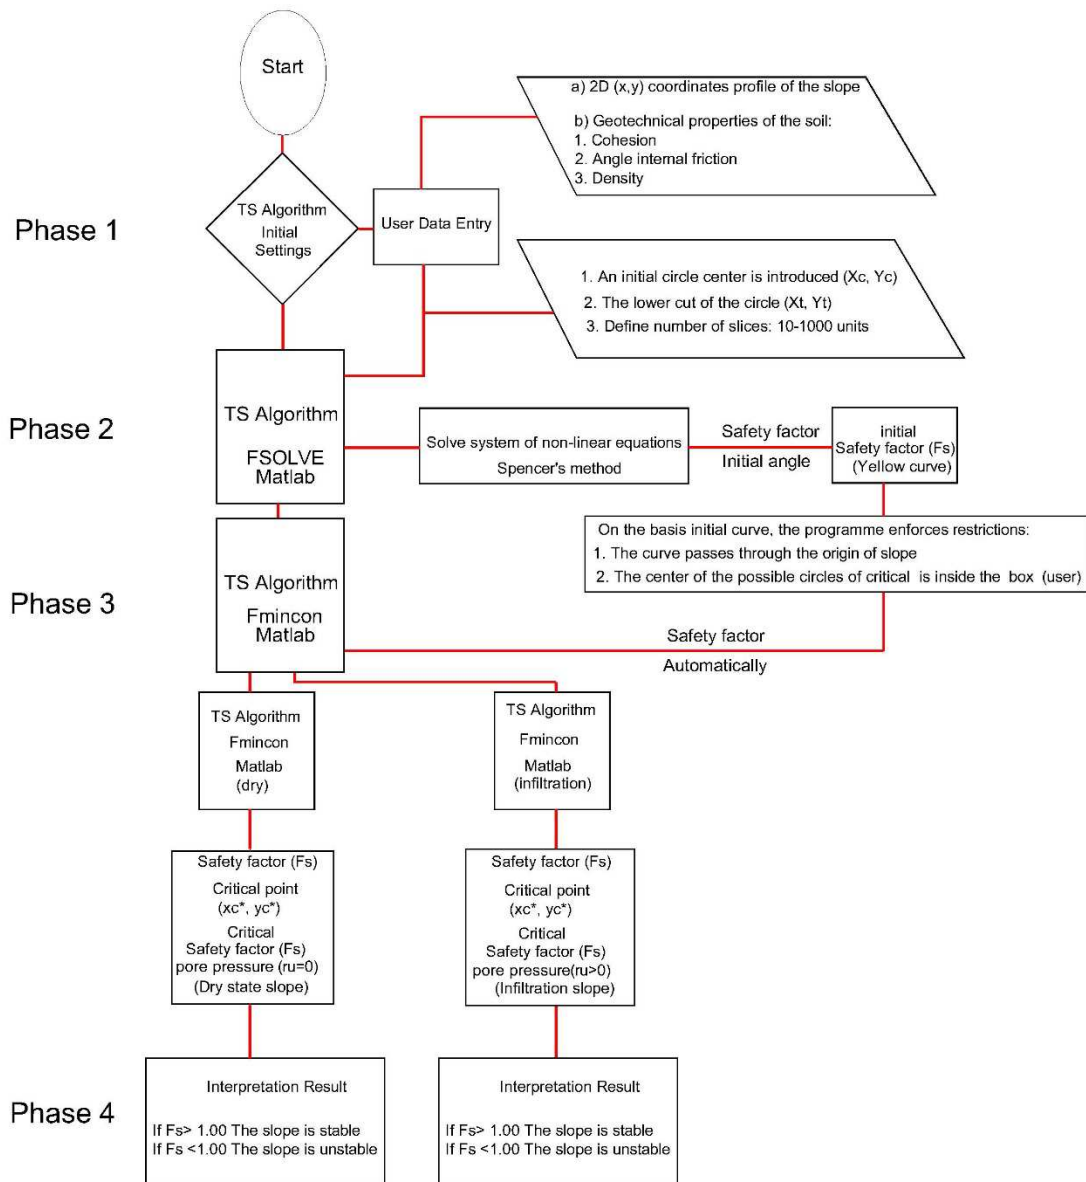 Start
a) 2D (x,y) coordinates profile of the slope
b) Geotechnical properties of the soil:
1. Cohesion
2. Angle internal friction
3. Density
Phase 1
TS Algorithm
Initial
Settings
User Data Entry
1. An initial circle center is introduced (Xc, Yc)
2. The lower cut of the circle (Xt, Yt)
3. Define number of slices: 10-1000 units
Phase 2
TS Algorithm
FSOLVE
Matlab
Solve system of non-linear equations
Spencer's method
Safety factor
Initial angle
initial
Safety factor (Fs)
(Yellow curve)
On the basis initial curve, the programme enforces restrictions:
1. The curve passes through the origin of slope
2. The center of the possible circles of critical is inside the box (user)
Phase 3
TS Algorithm
Fmincon
Matlab
Safety factor
Automatically
TS Algorithm
Fmincon
Matlab
(dry)
TS Algorithm
Fmincon
Matlab
(infiltration)
Safety factor (Fs)
Critical point
(xc*, yc*)
Critical
Safety factor (Fs)
pore pressure (ru=0)
(Dry state slope)
Safety factor (Fs)
Critical point
(xc*, yc*)
Critical
Safety factor (Fs)
pore pressure(ru>0)
(Infiltration slope)
Phase 4
Interpretation Result
If Fs> 1.00 The slope is stable
If Fs <1.00 The slope is unstable
Interpretation Result
If Fs> 1.00 The slope is stable
If Fs <1.00 The slope is unstable